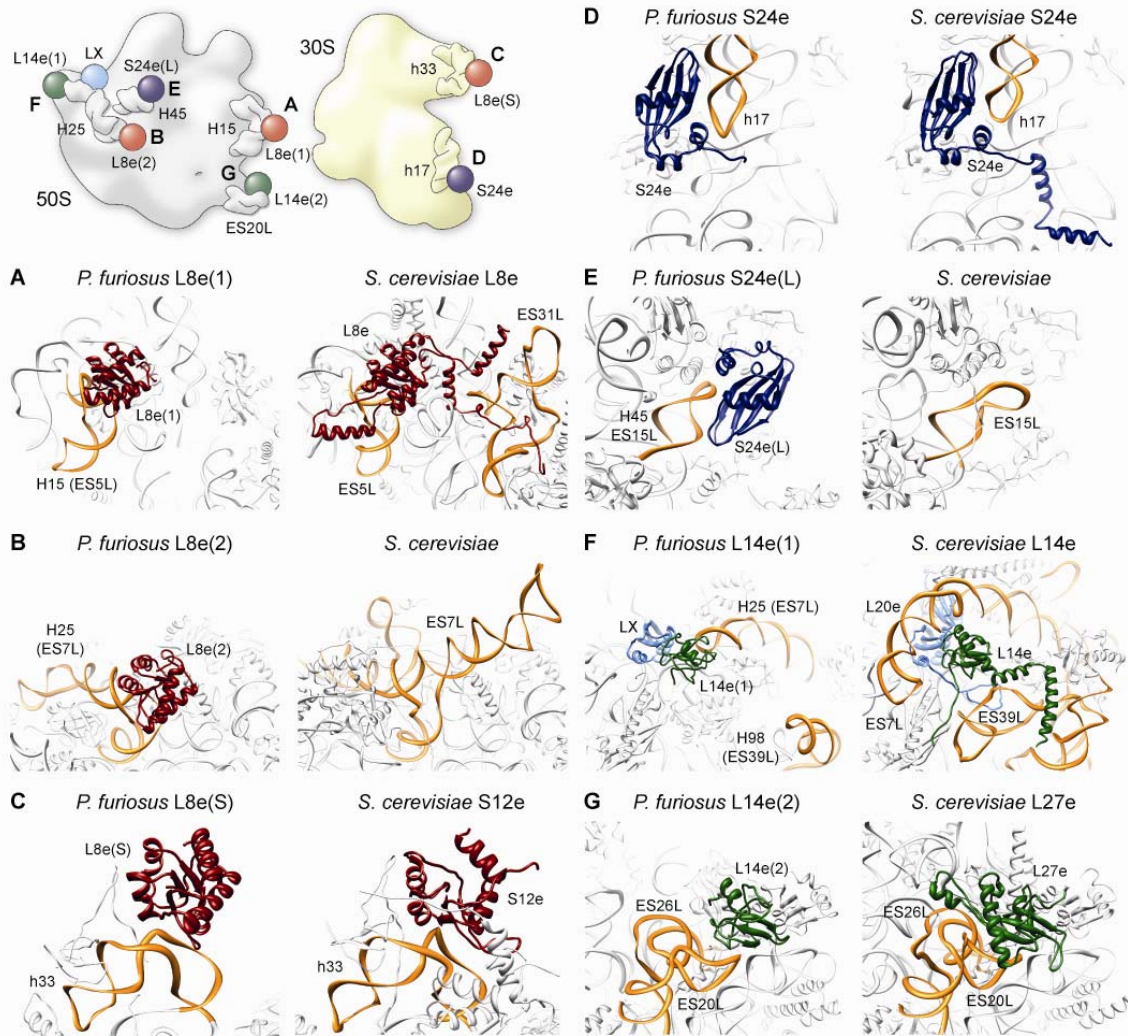 L14e(1)
LX
S24e(L)
F
E
H45
H25
B
L8e(2)
A
H15
L8e(1)
G
L14e(2)
50S
ES20L
30S
C
h33
L8e(S)
D
h17
S24e
D
P. furiosus S24e
S. cerevisiae S24e
h17
S24e
h17
S24e
A
P. furiosus L8e(1)
S. cerevisiae L8e
L8e(1)
H15 (ES5L)
L8e
ES31L
ES5L
E
P. furiosus S24e(L)
S. cerevisiae
H45
ES15L
S24e(L)
ES15L
B
P. furiosus L8e(2)
S. cerevisiae
H25
(ES7L)
L8e(2)
ES7L
F
P. furiosus L14e(1)
S. cerevisiae L14e
LX
H25 (ES7L)
L14e(1)
H98
(ES39L)
L20e
L14e
ES7L
ES39L
C
P. furiosus L8e(S)
S. cerevisiae S12e
L8e(S)
h33
S12e
h33
G
P. furiosus L14e(2)
S. cerevisiae L27e
L14e(2)
ES26L
ES20L
L27e
ES26L
ES20L